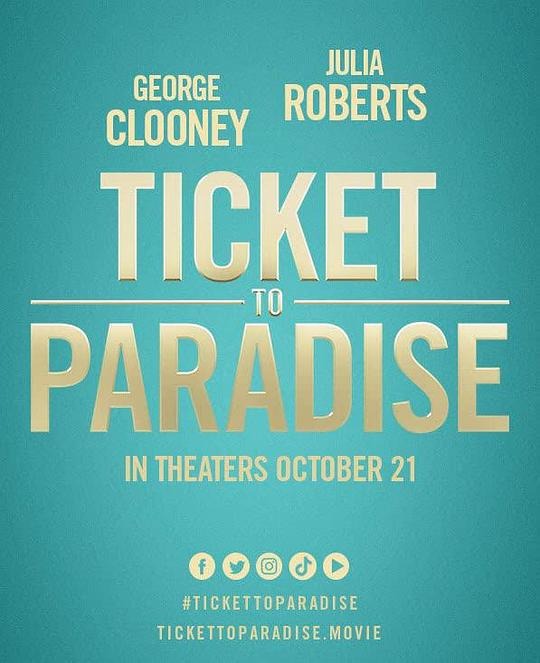 GEORGE
CLOONEY
JULIA
ROBERTS
TICKET
TO
PARADISE
IN THEATERS OCTOBER 21
#TICKETTOPARADISE
TICKETTOPARADISE.MOVIE